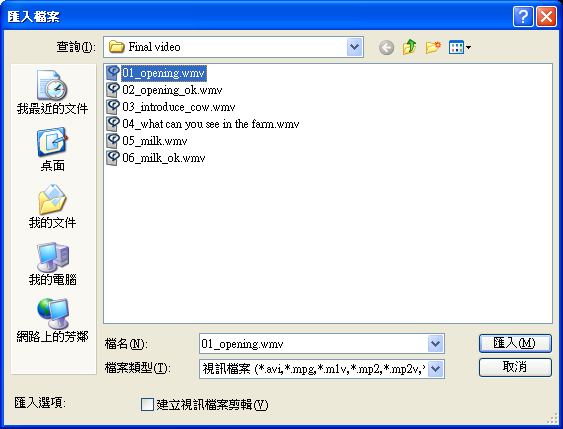 匯入檔案
查詢(I):
Final video
01_opening.wmv
02_opening_ok.wmv
03_introduce_cow.wmv
04_what can you see in the farm.wmv
05_milk.wmv
06_milk_ok.wmv
我最近的文件
桌面
我的文件
我的電腦
網路上的芳鄰
檔名(N):
01_opening.wmv
匯入(M)
檔案類型(T):
視訊檔案 (*.avi,*.mpg,*.m1v,*.mp2,*.mp2v,
取消
匯入選項:
建立視訊檔案剪輯(V)